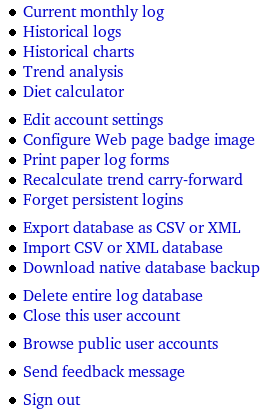 Current monthly log
Historical logs
Historical charts
Trend analysis
Diet calculator
Edit account settings
Configure Web page badge image
Print paper log forms
Recalculate trend carry-forward
Forget persistent logins
Export database as CSV or XML
Import CSV or XML database
Download native database backup
Delete entire log database
Close this user account
Browse public user accounts
Send feedback message
Sign out